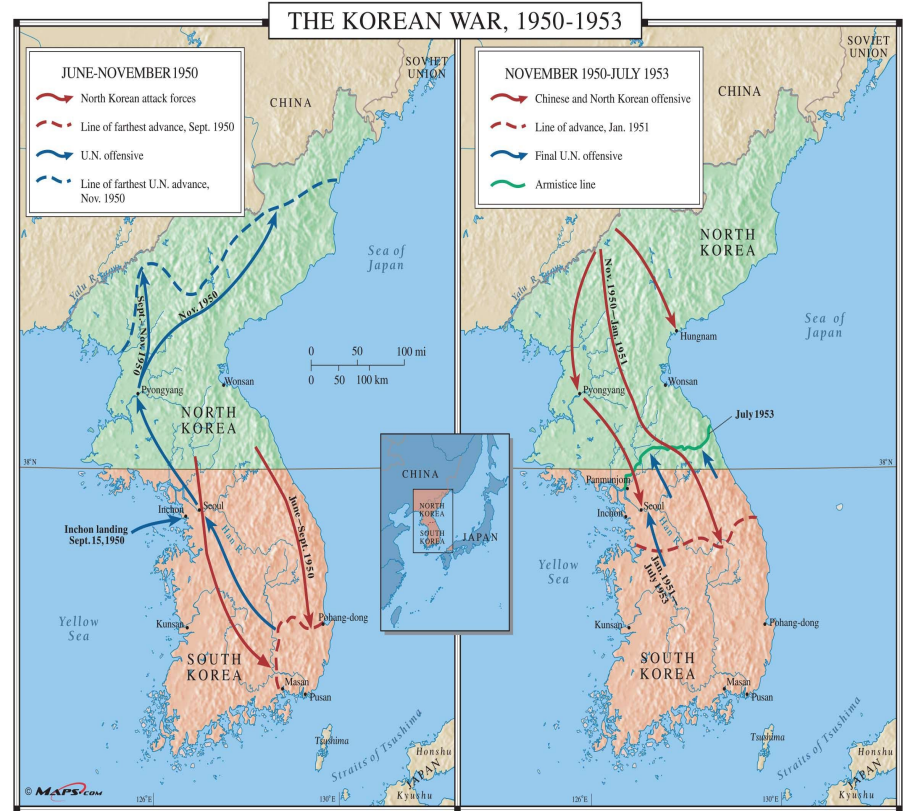 THE KOREAN WAR, 1950-1953
JUNE-NOVEMBER 1950
North Korean attack forces
Line of farthest advance, Sept. 1950
U.N. offensive
Line of farthest U.N. advance,
Nov. 1950
SOVIET
UNION
CHINA
Sea of
Japan
Yalu R.
Nov. 1950
Sept.–Nov. 1950
0 50 100 mi
0 50 100 km
Pyongyang
Wonsan
NORTH
KOREA
38°N
Inchon
Seoul
Han R.
Inchon landing
Sept. 15, 1950
June–Sept. 1950
Yellow
Sea
Kunsan
Pohang-dong
SOUTH
KOREA
Masan
Pusan
Tsushima
Straits of Tsushima
Honshu
JAPAN
Kyushu
© MAPS.COM
126°E
130°E
CHINA
NORTH
KOREA
SOUTH
KOREA
JAPAN
NOVEMBER 1950-JULY 1953
Chinese and North Korean offensive
Line of advance, Jan. 1951
Final U.N. offensive
Armistice line
SOVIET
UNION
CHINA
NORTH
KOREA
Yalu R.
Nov. 1950–Jan. 1951
Sea of
Japan
Hungnam
Pyongyang
Wonsan
July 1953
38°N
Panmunjom
Inchon
Seoul
Han R.
Yellow
Sea
Jan. 1951–
July 1953
Kunsan
Pohang-dong
SOUTH
KOREA
Masan
Pusan
Tsushima
Straits of Tsushima
Honshu
JAPAN
Kyushu
126°E
130°E